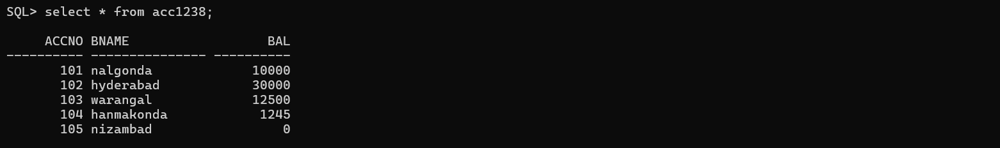 SQL> select * from acc1238;
     ACCNO BNAME                  BAL
---------- --------------- ----------
       101 nalgonda             10000
       102 hyderabad            30000
       103 warangal             12500
       104 hanmakonda            1245
       105 nizambad                 0